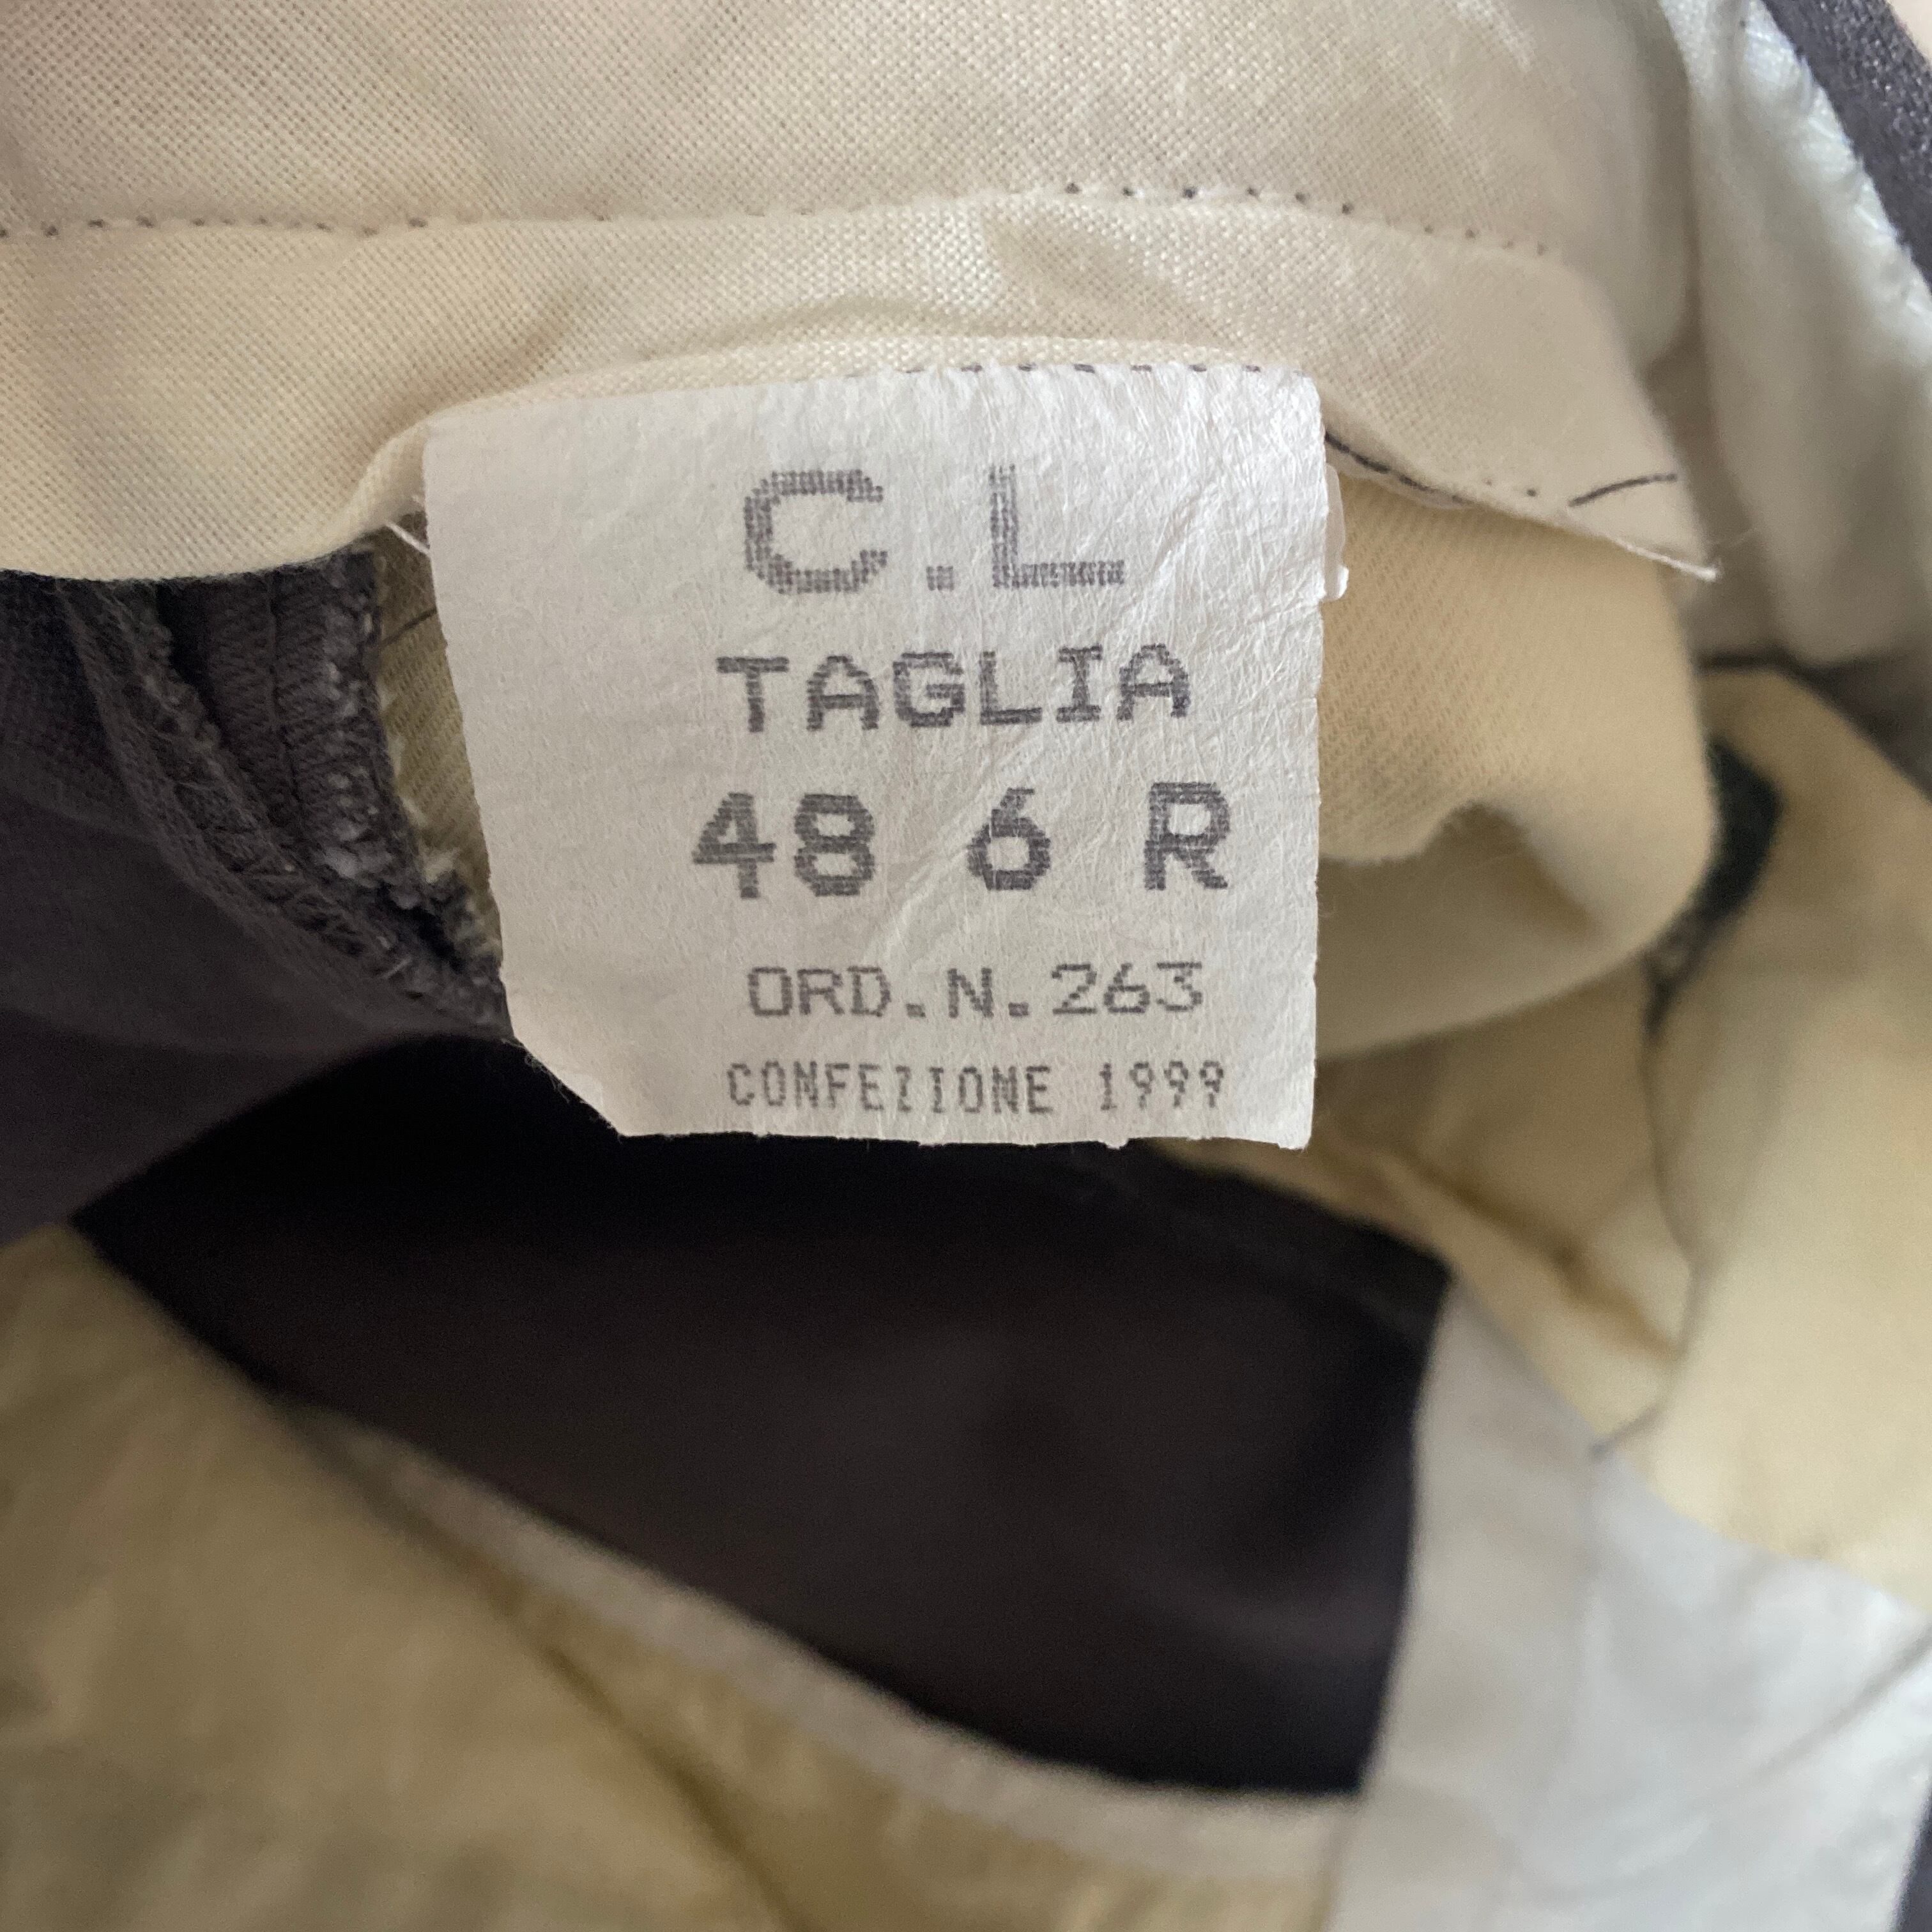 C.L
TAGLIA
48 6 R
ORD.N.263
CONFEZIONE 1999